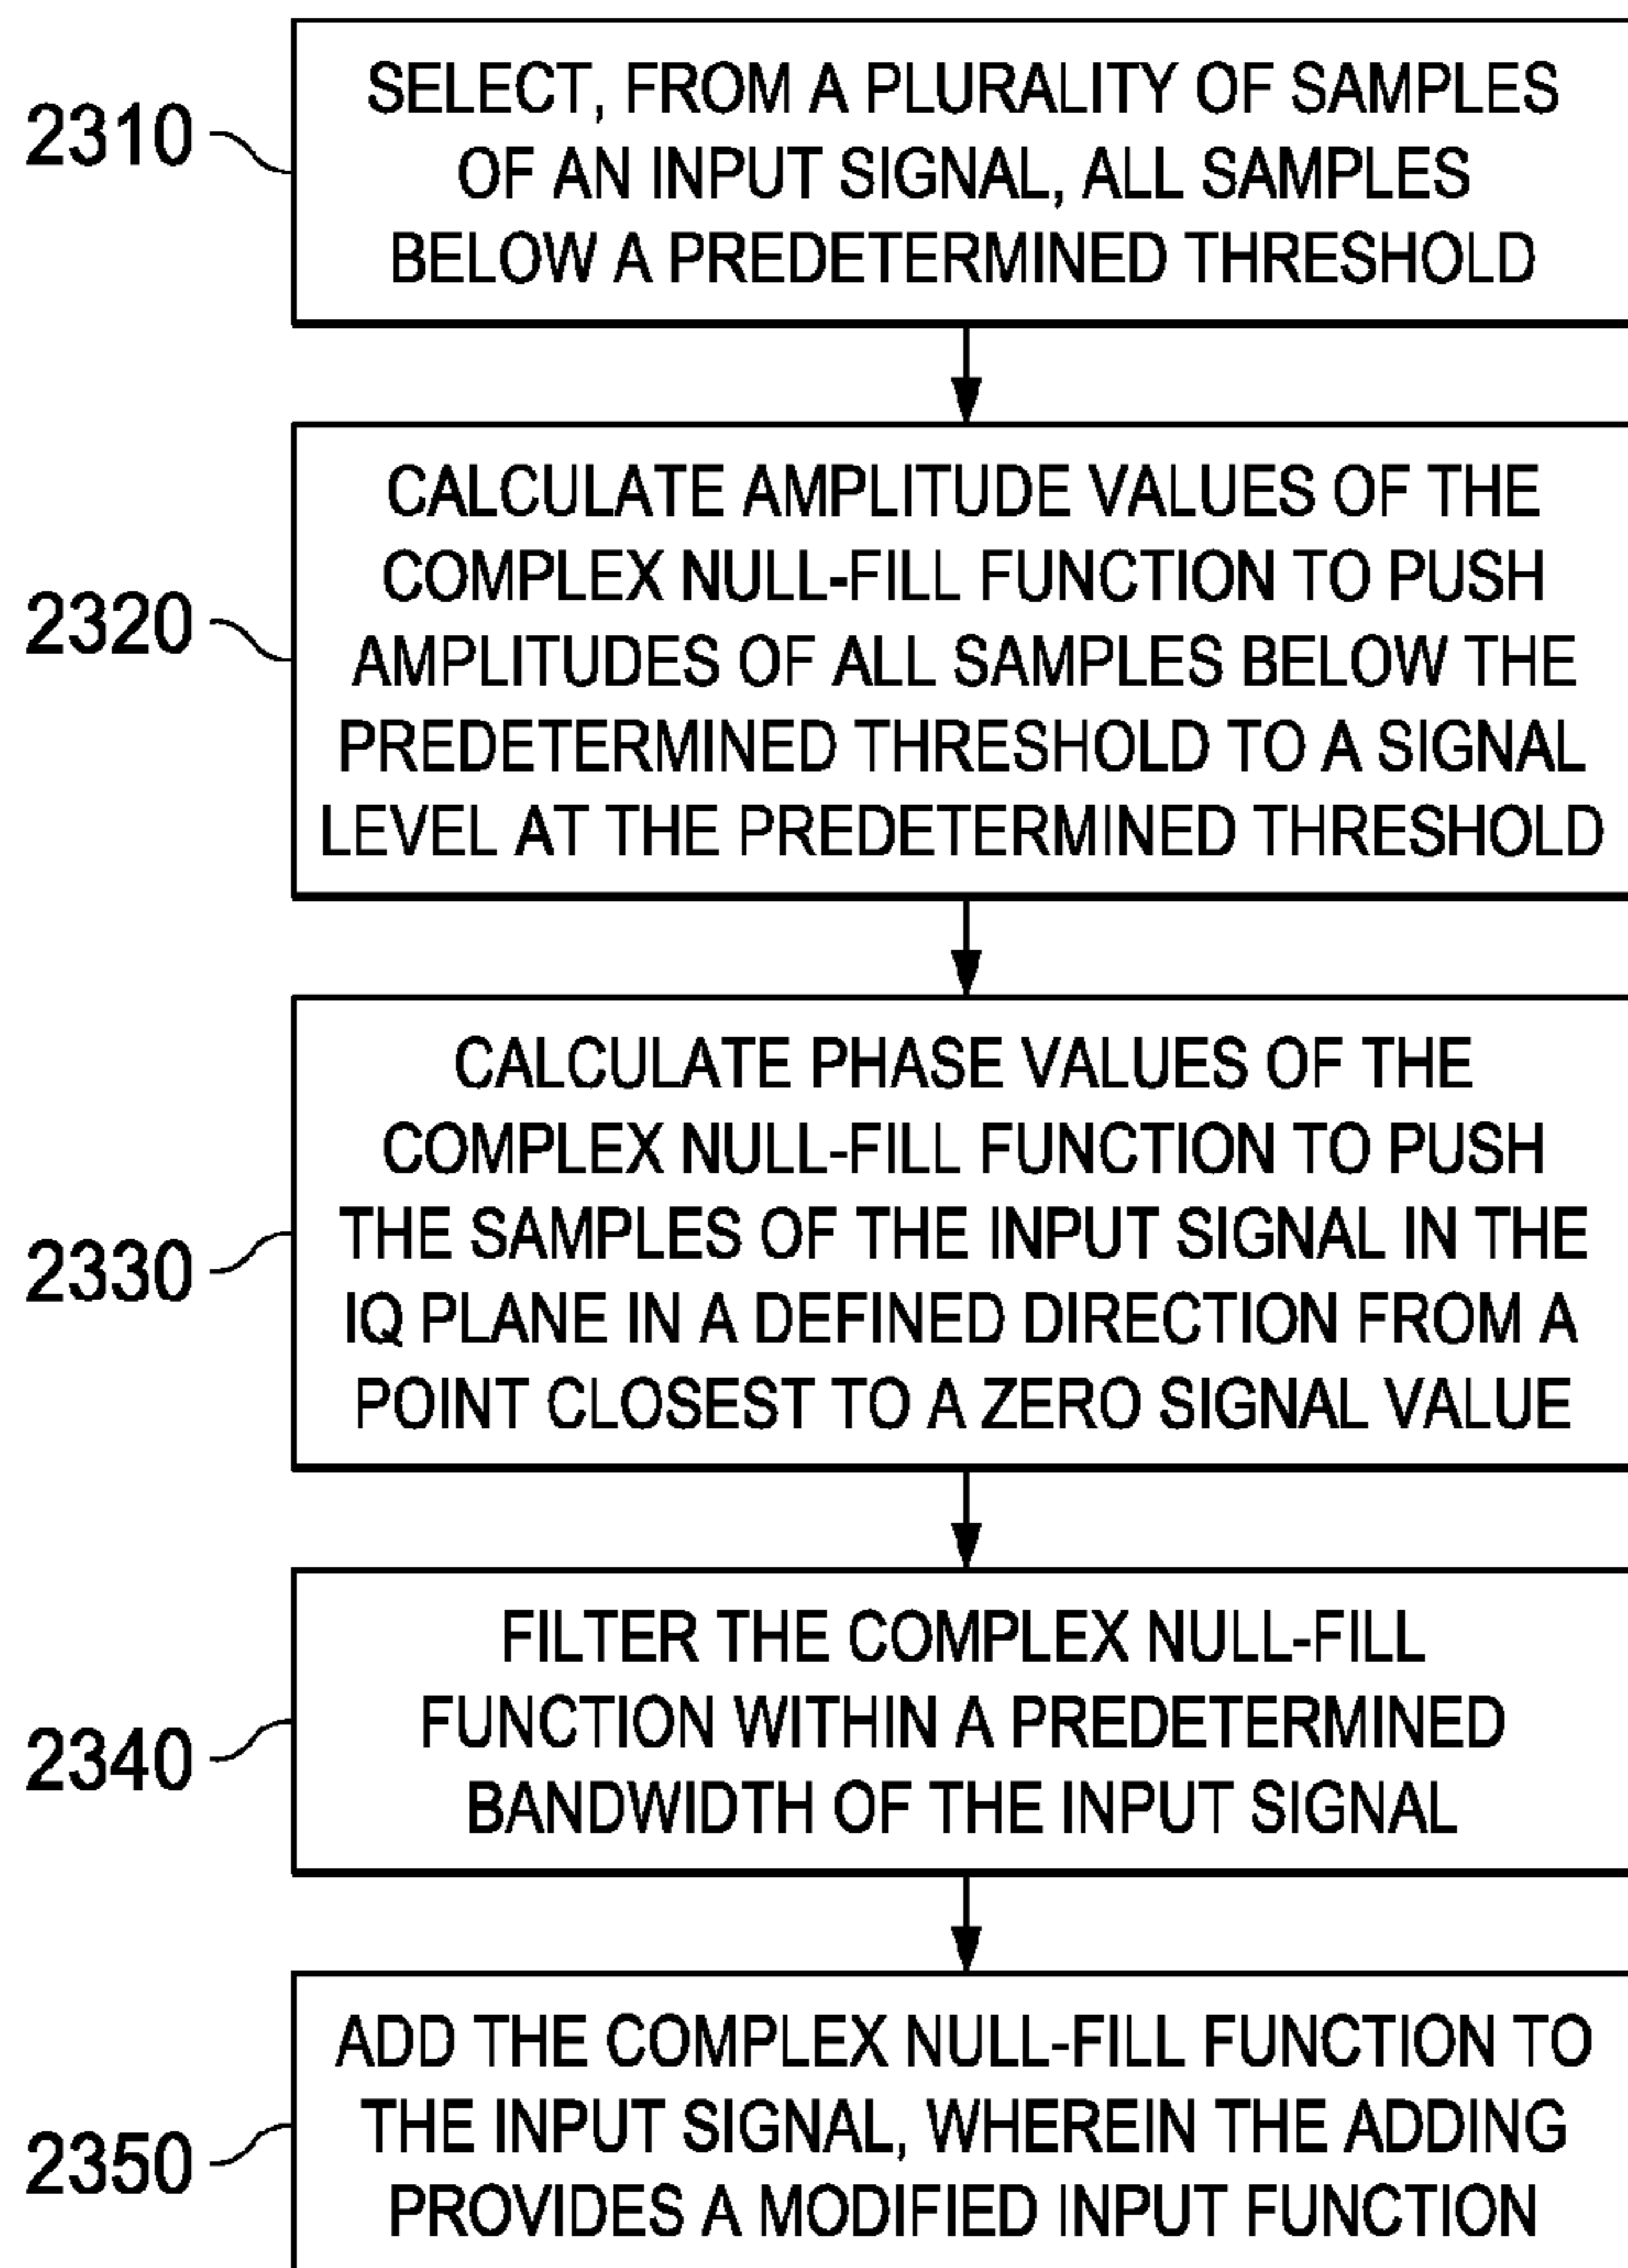 2310
SELECT, FROM A PLURALITY OF SAMPLES
OF AN INPUT SIGNAL, ALL SAMPLES
BELOW A PREDETERMINED THRESHOLD
2320
CALCULATE AMPLITUDE VALUES OF THE
COMPLEX NULL-FILL FUNCTION TO PUSH
AMPLITUDES OF ALL SAMPLES BELOW THE
PREDETERMINED THRESHOLD TO A SIGNAL
LEVEL AT THE PREDETERMINED THRESHOLD
2330
CALCULATE PHASE VALUES OF THE
COMPLEX NULL-FILL FUNCTION TO PUSH
THE SAMPLES OF THE INPUT SIGNAL IN THE
IQ PLANE IN A DEFINED DIRECTION FROM A
POINT CLOSEST TO A ZERO SIGNAL VALUE
2340
FILTER THE COMPLEX NULL-FILL
FUNCTION WITHIN A PREDETERMINED
BANDWIDTH OF THE INPUT SIGNAL
2350
ADD THE COMPLEX NULL-FILL FUNCTION TO
THE INPUT SIGNAL, WHEREIN THE ADDING
PROVIDES A MODIFIED INPUT FUNCTION